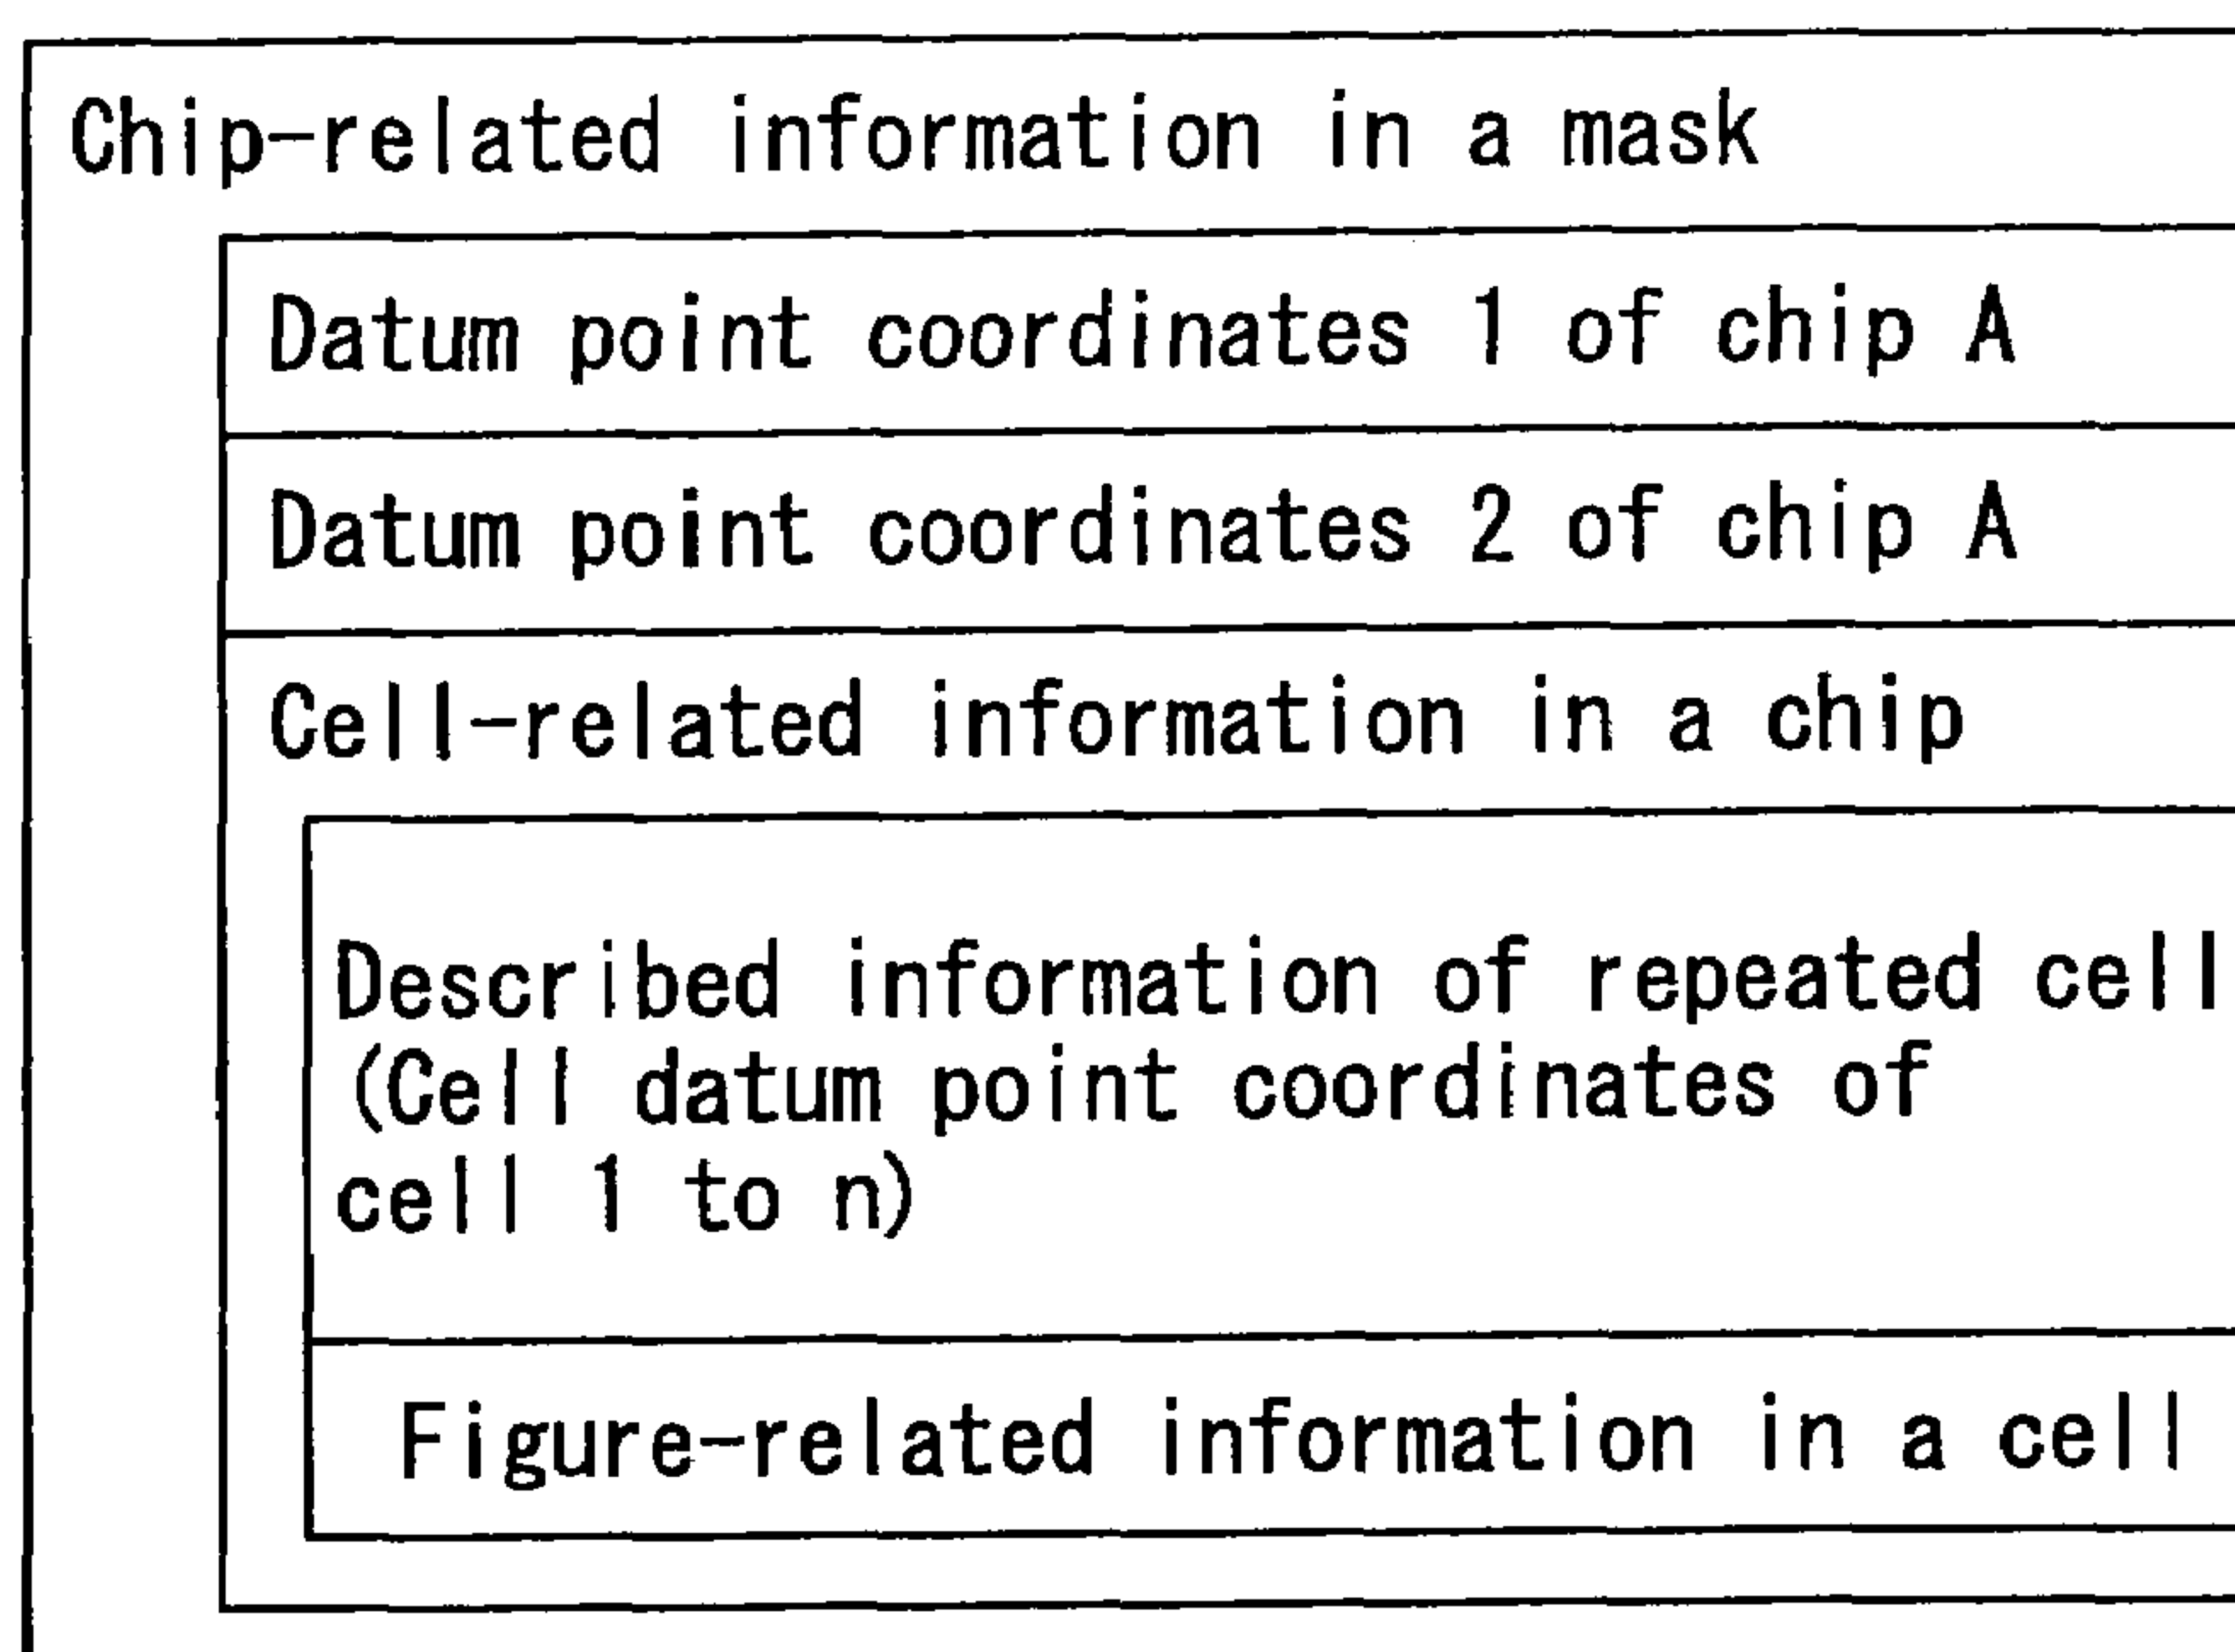 Chip-related information in a mask
Datum point coordinates 1 of chip A
Datum point coordinates 2 of chip A
Cell-related information in a chip
Described information of repeated cell
(Cell datum point coordinates of
cell 1 to n)
Figure-related information in a cell